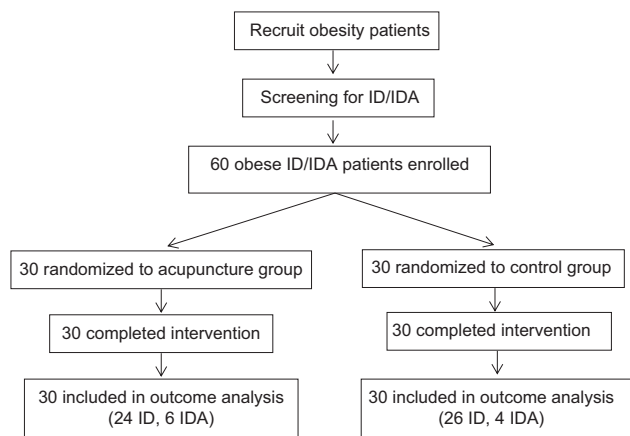 Recruit obesity patients
Screening for ID/IDA
60 obese ID/IDA patients enrolled
30 randomized to acupuncture group
30 randomized to control group
30 completed intervention
30 completed intervention
30 included in outcome analysis
(24 ID, 6 IDA)
30 included in outcome analysis
(26 ID, 4 IDA)